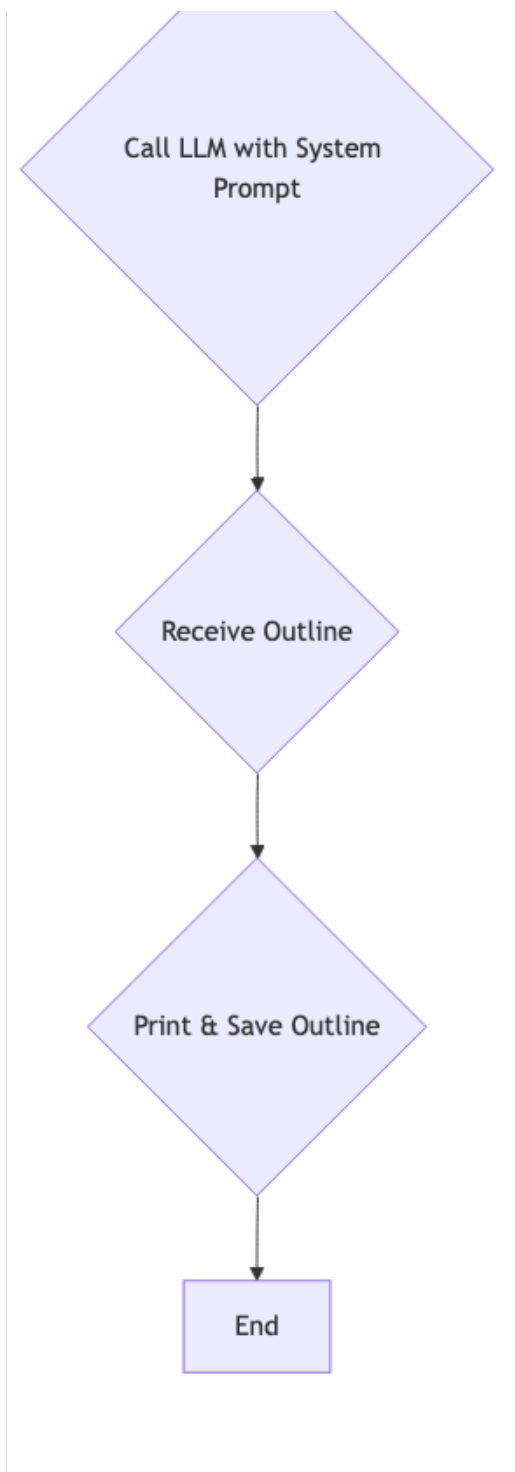 Call LLM with System
Prompt
Receive Outline
Print & Save Outline
End